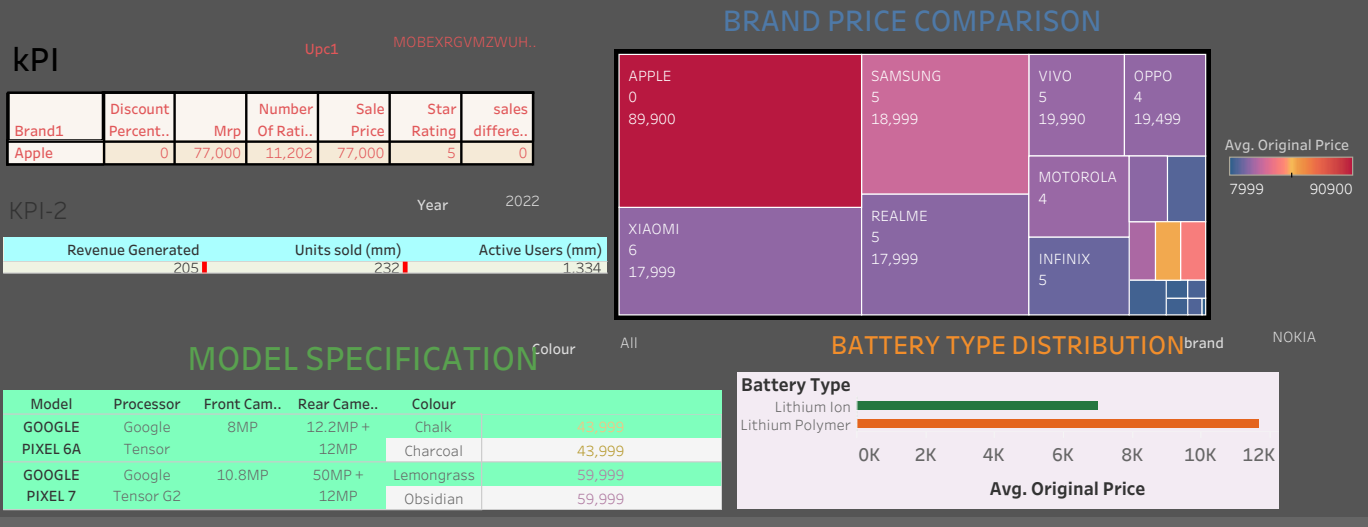 BRAND PRICE COMPARISON
kPI
Upc1
MOBEXRGVMZWUH..
Brand1 Discount Percent.. Mrp Number Of Rati.. Sale Price Star Rating sales differe..
Apple 0 77,000 11,202 77,000 5 0
KPI-2
Year
2022
Revenue Generated Units sold (mm) Active Users (mm)
205 232 1,334
APPLE
0
89,900
SAMSUNG
5
18,999
VIVO
5
19,990
OPPO
4
19,499
XIAOMI
6
17,999
REALME
5
17,999
MOTOROLA
4
INFINIX
5
Avg. Original Price
7999 90900
MODEL SPECIFICATION
Colour
All
Model Processor Front Cam.. Rear Came.. Colour
GOOGLE Google 8MP 12.2MP + Chalk 43,999
PIXEL 6A Tensor 12MP Charcoal 43,999
GOOGLE Google 10.8MP 50MP + Lemongrass 59,999
PIXEL 7 Tensor G2 12MP Obsidian 59,999
BATTERY TYPE DISTRIBUTION
brand
NOKIA
Battery Type
Lithium Ion
Lithium Polymer
0K 2K 4K 6K 8K 10K 12K
Avg. Original Price